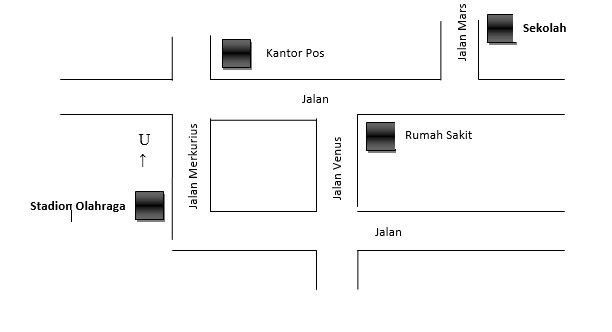 Jalan Mars
Sekolah
Kantor Pos
Jalan
Rumah Sakit
U
↑
Jalan Merkurius
Jalan Venus
Stadion Olahraga
Jalan